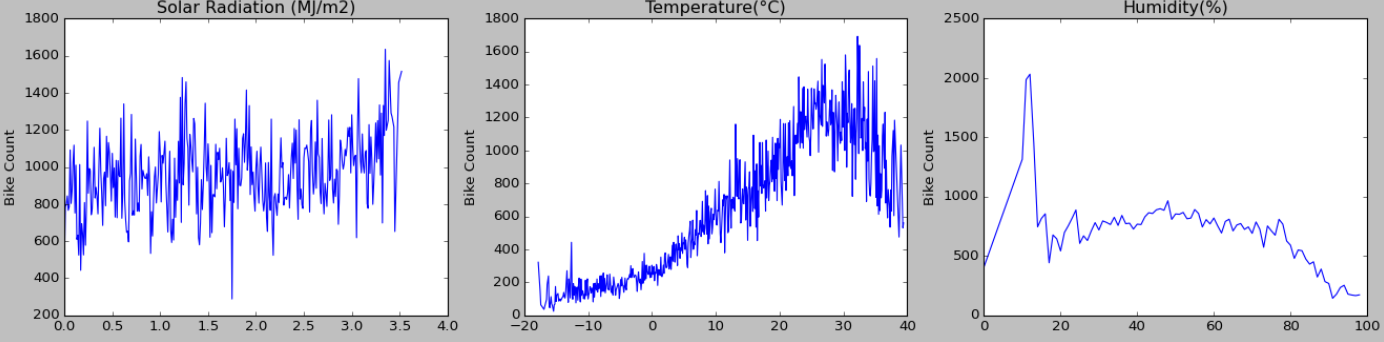 Solar Radiation (MJ/m2)
Bike Count
1800
1600
1400
1200
1000
800
600
400
200
0.0 0.5 1.0 1.5 2.0 2.5 3.0 3.5 4.0
Temperature(°C)
Bike Count
1800
1600
1400
1200
1000
800
600
400
200
0
−20 −10 0 10 20 30 40
Humidity(%)
Bike Count
2500
2000
1500
1000
500
0
0 20 40 60 80 100